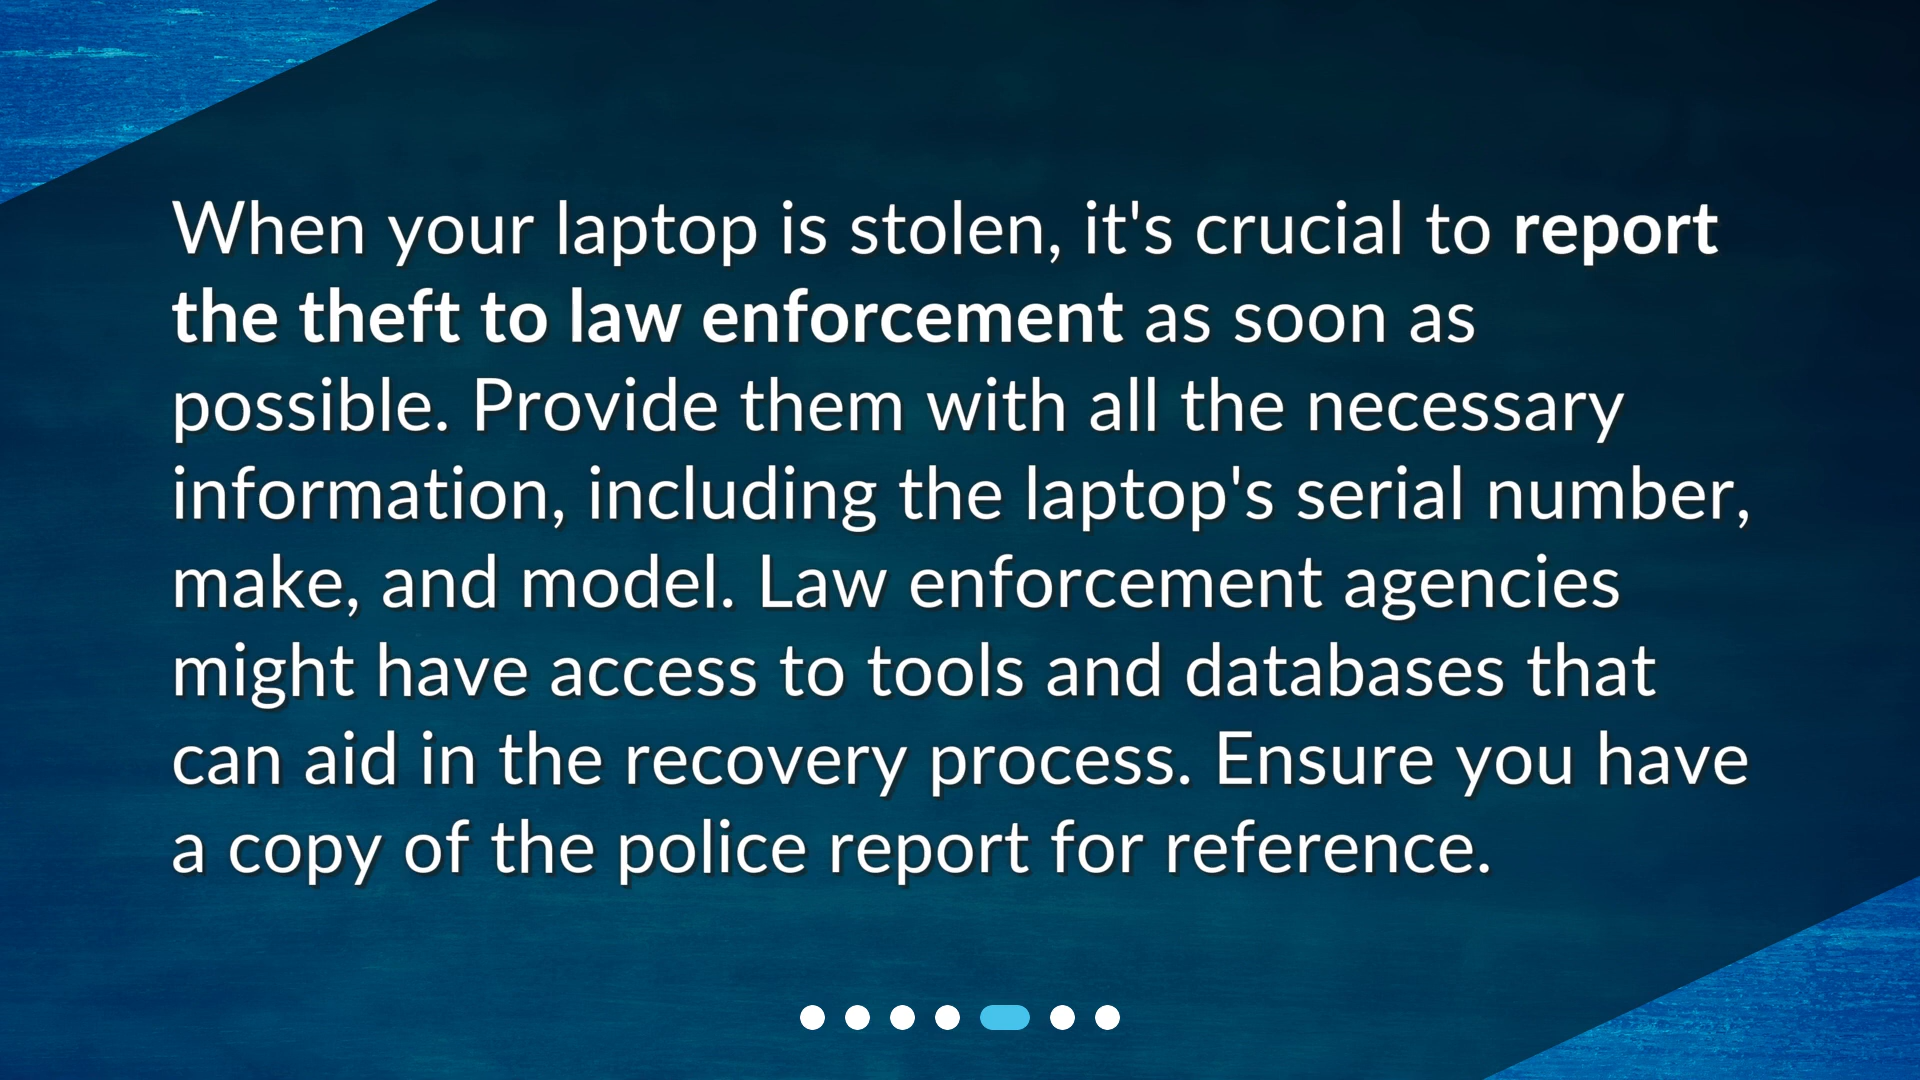 When your laptop is stolen, it's crucial to report
the theft to law enforcement as soon as
possible. Provide them with all the necessary
information, including the laptop's serial number,
make, and model. Law enforcement agencies
might have access to tools and databases that
can aid in the recovery process. Ensure you have
a copy of the police report for reference.